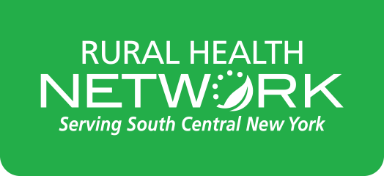 RURAL HEALTH
NETWORK
Serving South Central New York